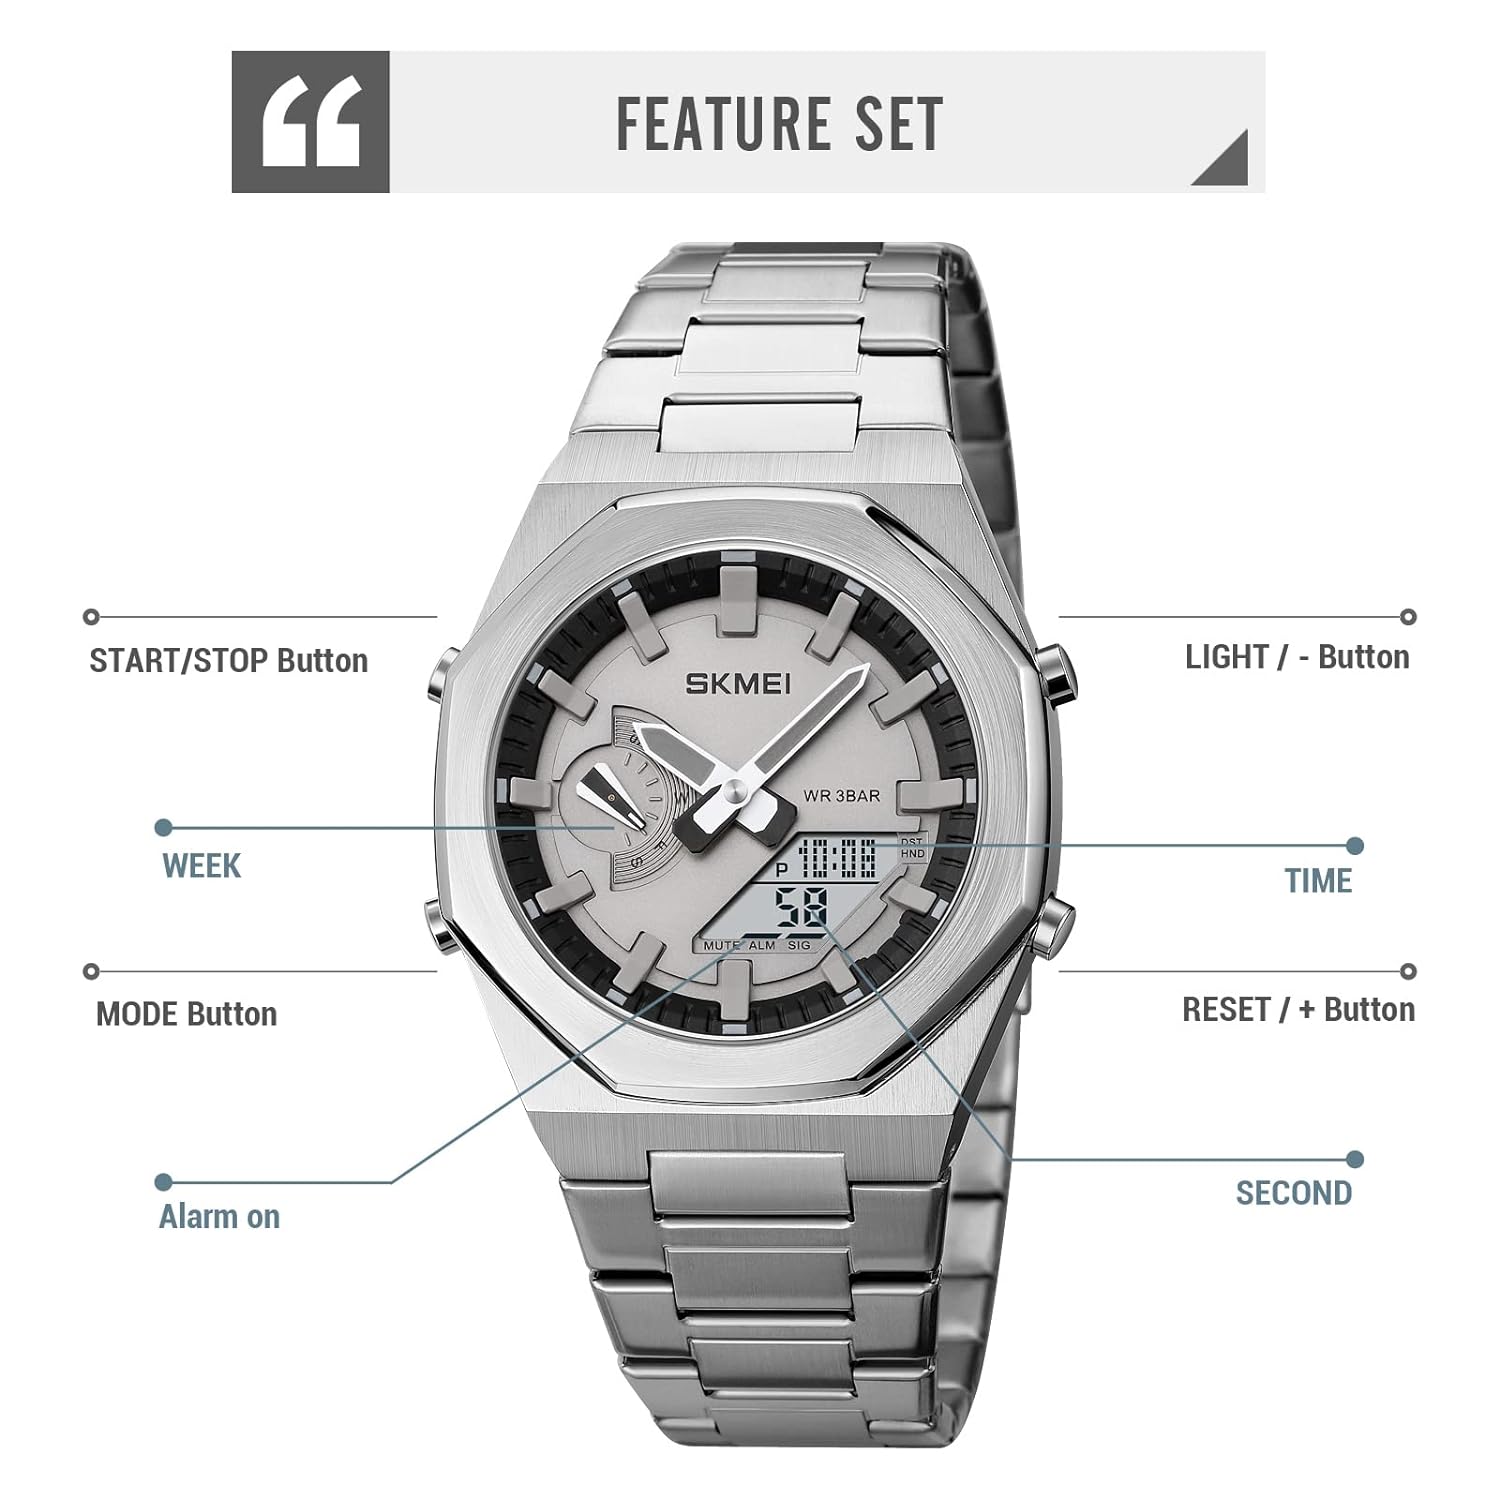 FEATURE SET
START/STOP Button
LIGHT / - Button
SKMEI
WR 3BAR
WEEK
W
F
S
DST
HND
P 10:08
58
TIME
MUTE ALM SIG
MODE Button
RESET / + Button
Alarm on
SECOND